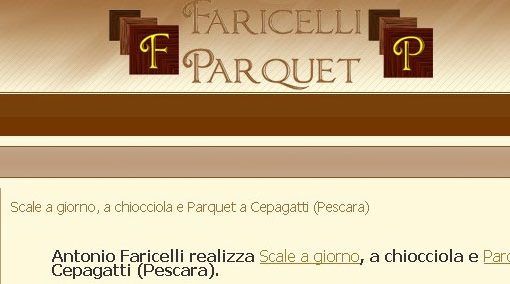 FARICELLI
F PARQUET P
Scale a giorno, a chiocciola e Parquet a Cepagatti (Pescara)
Antonio Faricelli realizza Scale a giorno, a chiocciola e
Cepagatti (Pescara).